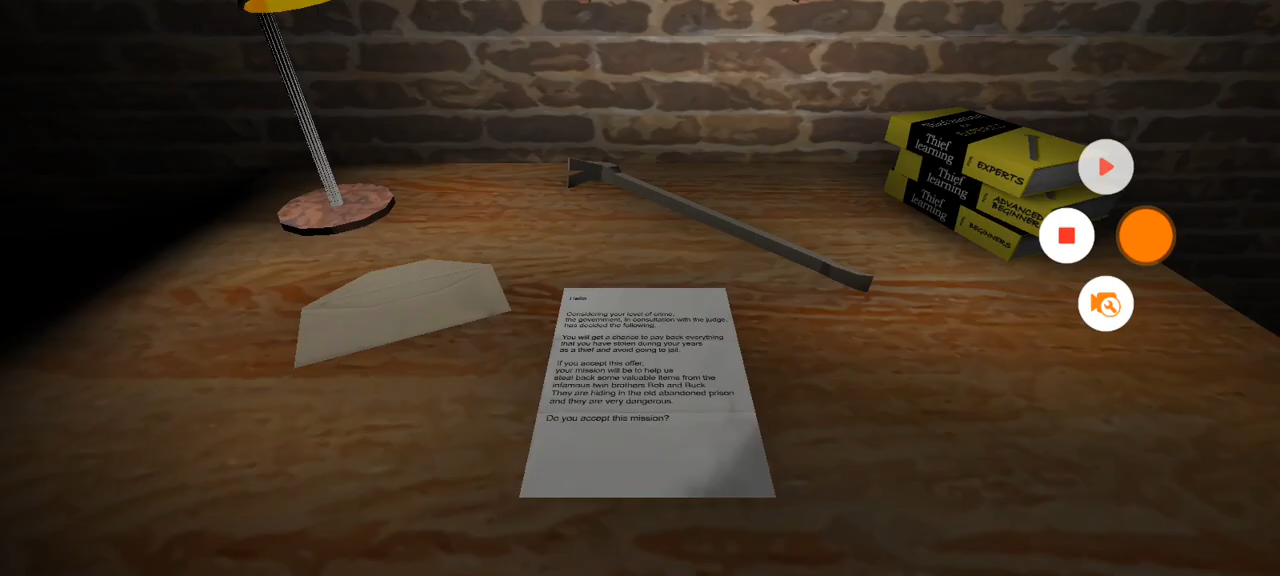 Hello
Considering your level of crime,
the government, in consultation with the judge,
has decided the following.
You will get a chance to pay back everything
that you have stolen during your years
as a thief and avoid going to jail.
If you accept this offer,
your mission will be to help us
steal back some valuable items from the
infamous twin brothers Bob and Buck.
They are hiding in the old abandoned prison
and they are very dangerous.
Do you accept this mission?
Thief
learning
EXPERTS
Thief
learning
ADVANCED
BEGINNERS
Thief
learning
BEGINNERS